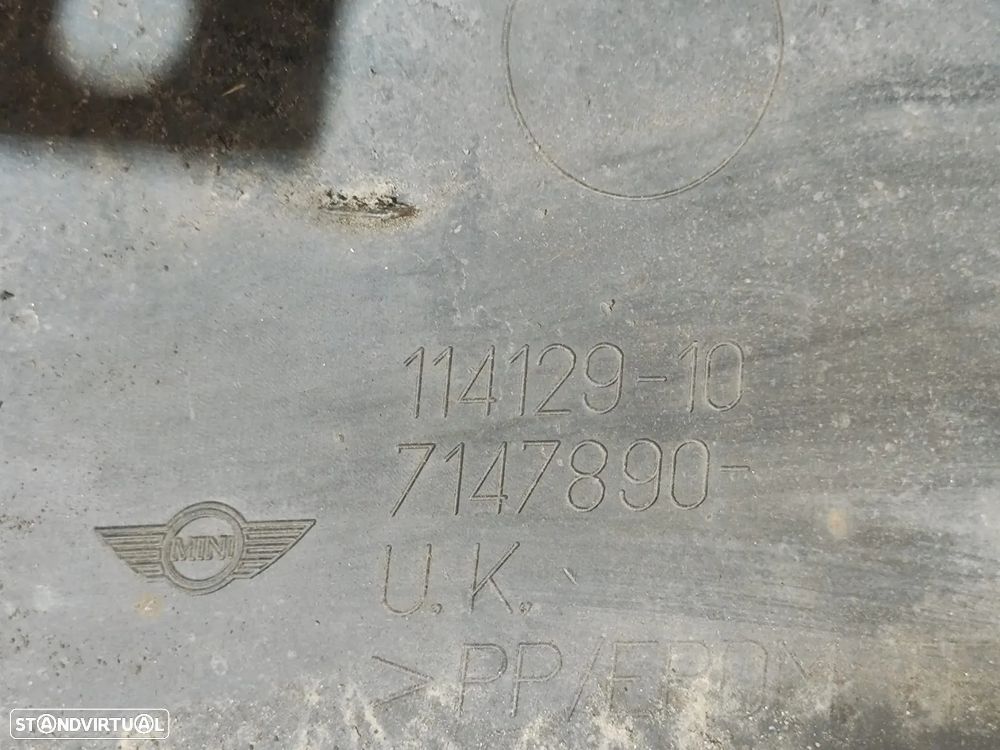 114129-10
7147890-
MINI
U.K.
>PP/EPDM
STANDVIRTUAL